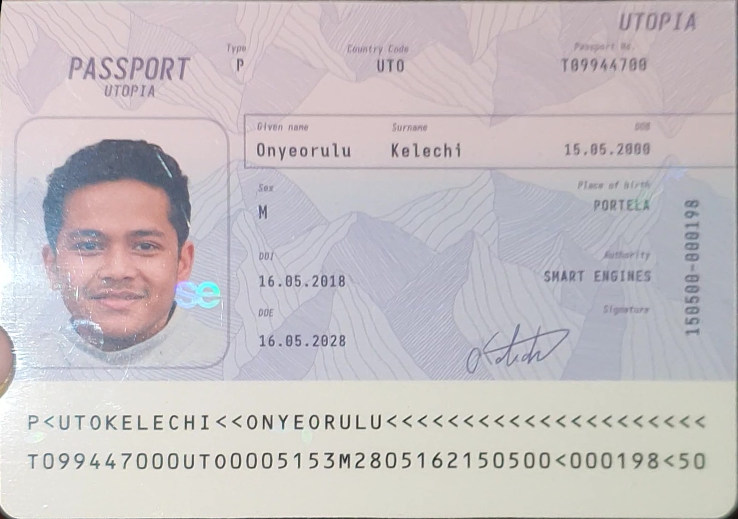 UTOPIA
PASSPORT
UTOPIA
Type
P
Country Code
UTO
Passport No.
T09944700
Given name
Onyeorulu
Surname
Kelechi
DOB
15.05.2000
Sex
M
Place of birth
PORTELA
DOI
16.05.2018
Authority
SMART ENGINES
DOE
16.05.2028
Signature
150500-000198
se
P<UTOKELECHI<<ONYEORULU<<<<<<<<<<<<<<<<<<<<<
T099447000UTO0005153M2805162150500<000198<50